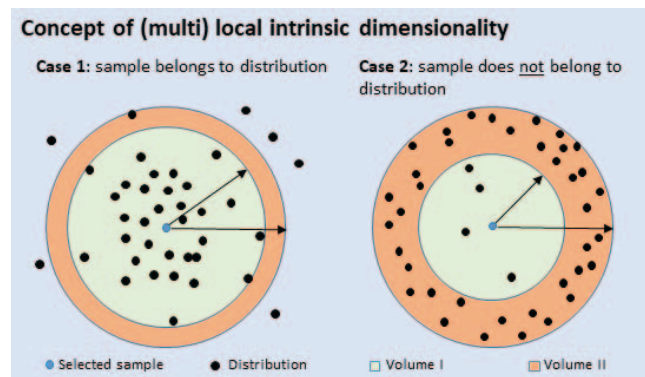 Concept of (multi) local intrinsic dimensionality
Case 1: sample belongs to distribution
Case 2: sample does not belong to
distribution
Selected sample
Distribution
Volume I
Volume II